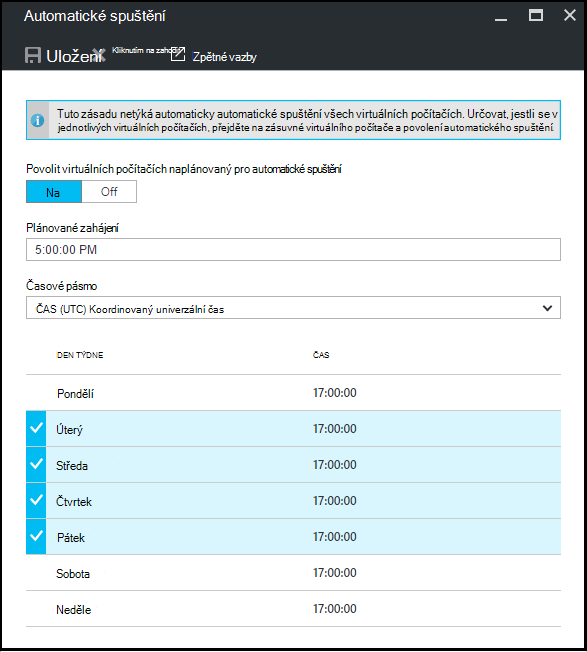 Automatické spuštění
Uložení Kliknutím na zahodit Zpětné vazby
Tuto zásadu netýká automaticky automatické spuštění všech virtuálních počítačích. Určovat, jestli se v
jednotlivých virtuálních počítačích, přejděte na zásuvné virtuálního počítače a povolení automatického spuštění.
Povolit virtuálních počítačích naplánovaný pro automatické spuštění
Na Off
Plánované zahájení
5:00:00 PM
Časové pásmo
ČAS (UTC) Koordinovaný univerzální čas
DEN TÝDNE ČAS
Pondělí 17:00:00
Úterý 17:00:00
Středa 17:00:00
Čtvrtek 17:00:00
Pátek 17:00:00
Sobota 17:00:00
Neděle 17:00:00